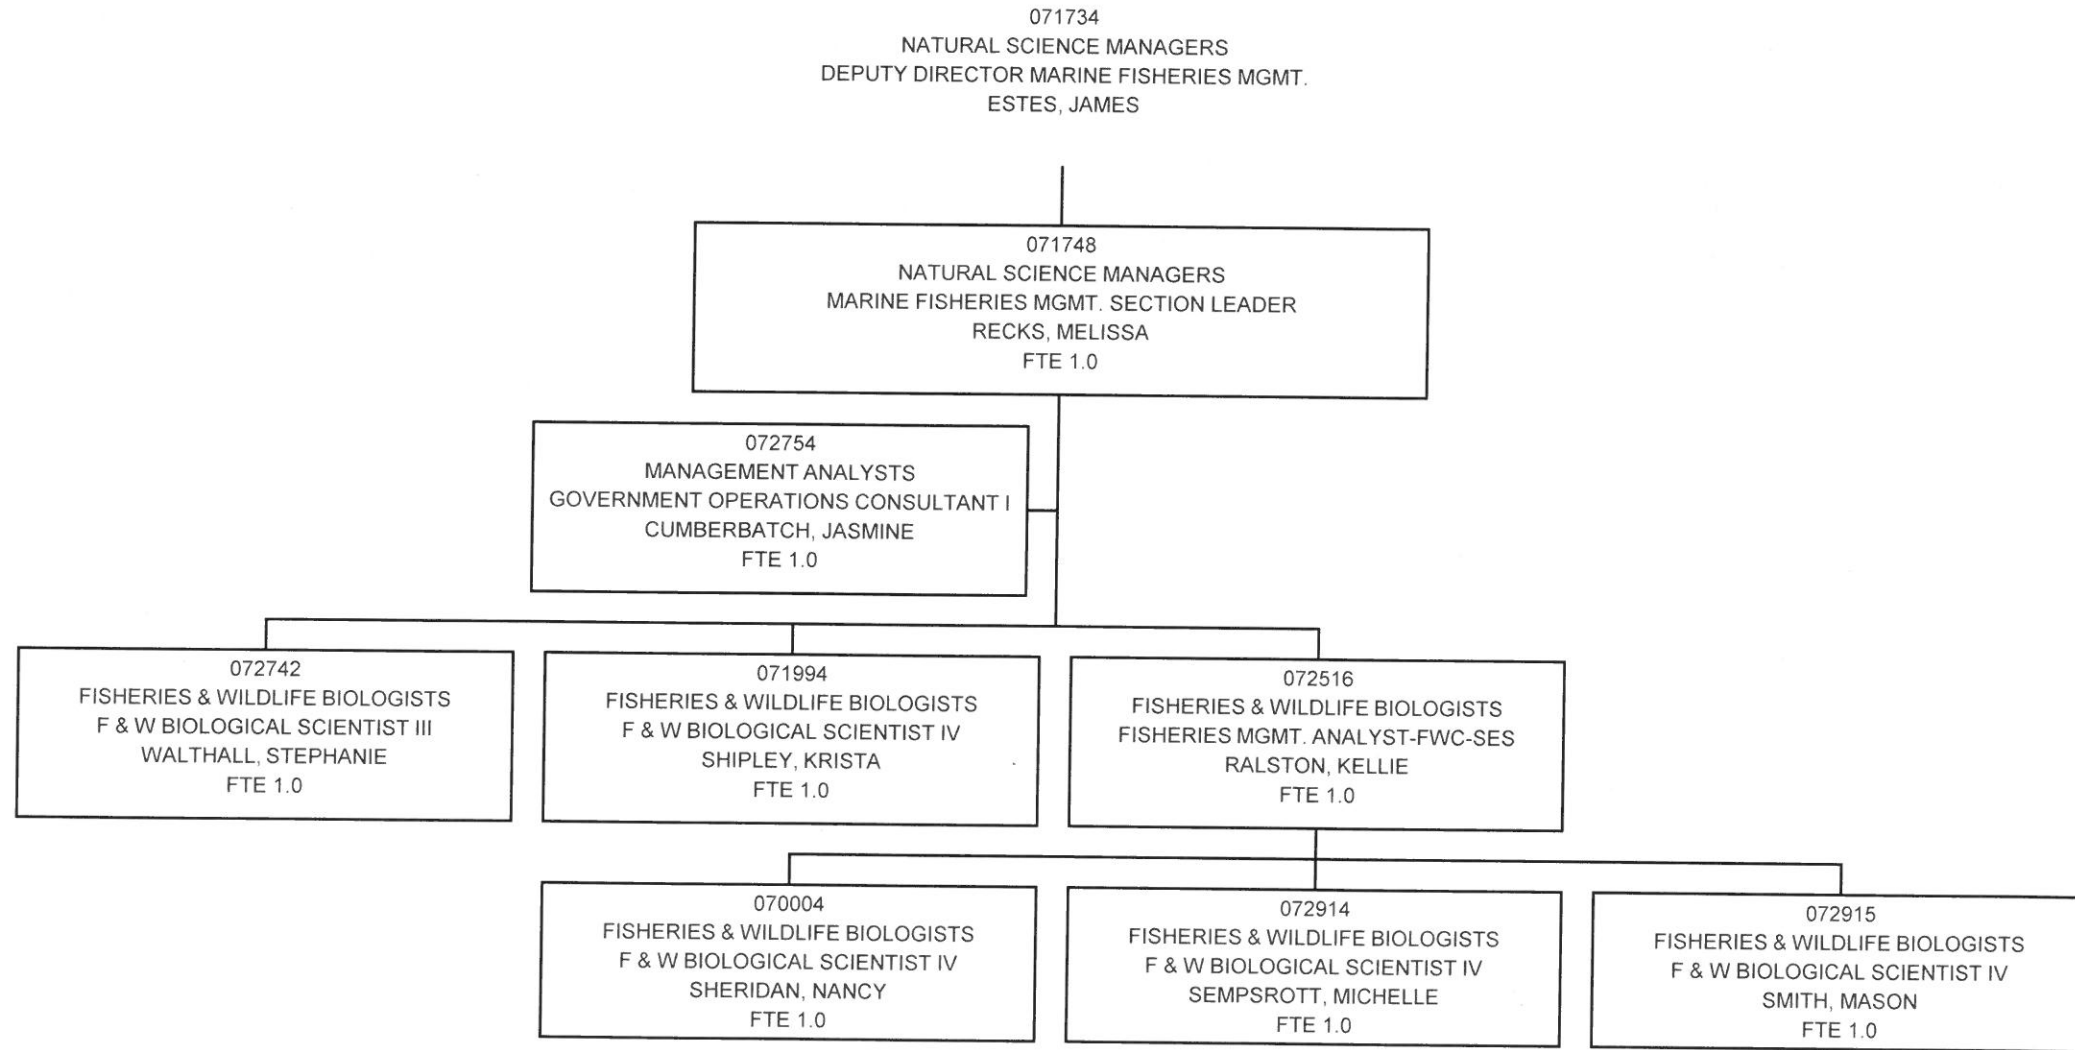 071734
NATURAL SCIENCE MANAGERS
DEPUTY DIRECTOR MARINE FISHERIES MGMT.
ESTES, JAMES
071748
NATURAL SCIENCE MANAGERS
MARINE FISHERIES MGMT. SECTION LEADER
RECKS, MELISSA
FTE 1.0
072754
MANAGEMENT ANALYSTS
GOVERNMENT OPERATIONS CONSULTANT I
CUMBERBATCH, JASMINE
FTE 1.0
072742
FISHERIES & WILDLIFE BIOLOGISTS
F & W BIOLOGICAL SCIENTIST III
WALTHALL, STEPHANIE
FTE 1.0
071994
FISHERIES & WILDLIFE BIOLOGISTS
F & W BIOLOGICAL SCIENTIST IV
SHIPLEY, KRISTA
FTE 1.0
072516
FISHERIES & WILDLIFE BIOLOGISTS
FISHERIES MGMT. ANALYST-FWC-SES
RALSTON, KELLIE
FTE 1.0
070004
FISHERIES & WILDLIFE BIOLOGISTS
F & W BIOLOGICAL SCIENTIST IV
SHERIDAN, NANCY
FTE 1.0
072914
FISHERIES & WILDLIFE BIOLOGISTS
F & W BIOLOGICAL SCIENTIST IV
SEMPSROTT, MICHELLE
FTE 1.0
072915
FISHERIES & WILDLIFE BIOLOGISTS
F & W BIOLOGICAL SCIENTIST IV
SMITH, MASON
FTE 1.0